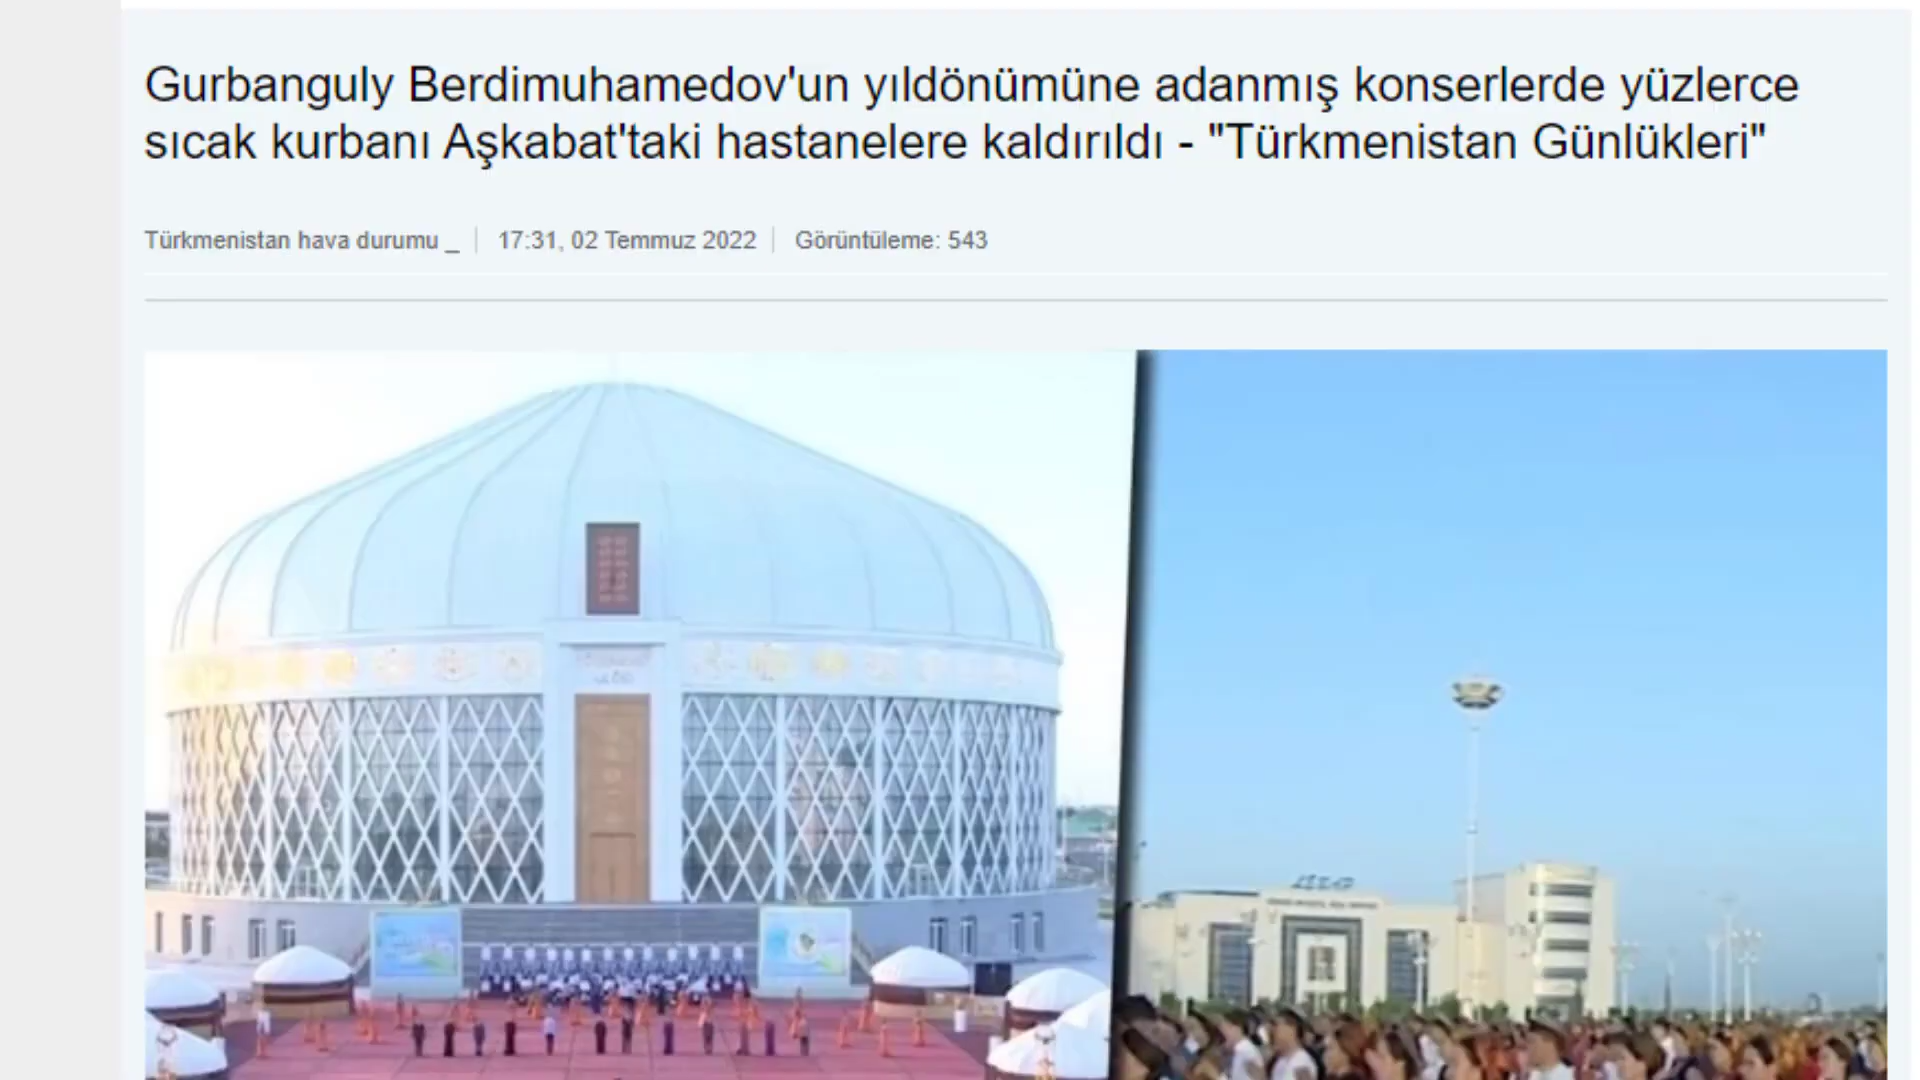 Gurbanguly Berdimuhamedov'un yıldönümüne adanmış konserlerde yüzlerce
sıcak kurbanı Aşkabat'taki hastanelere kaldırıldı - "Türkmenistan Günlükleri"
Türkmenistan hava durumu _ | 17:31, 02 Temmuz 2022 | Görüntüleme: 543